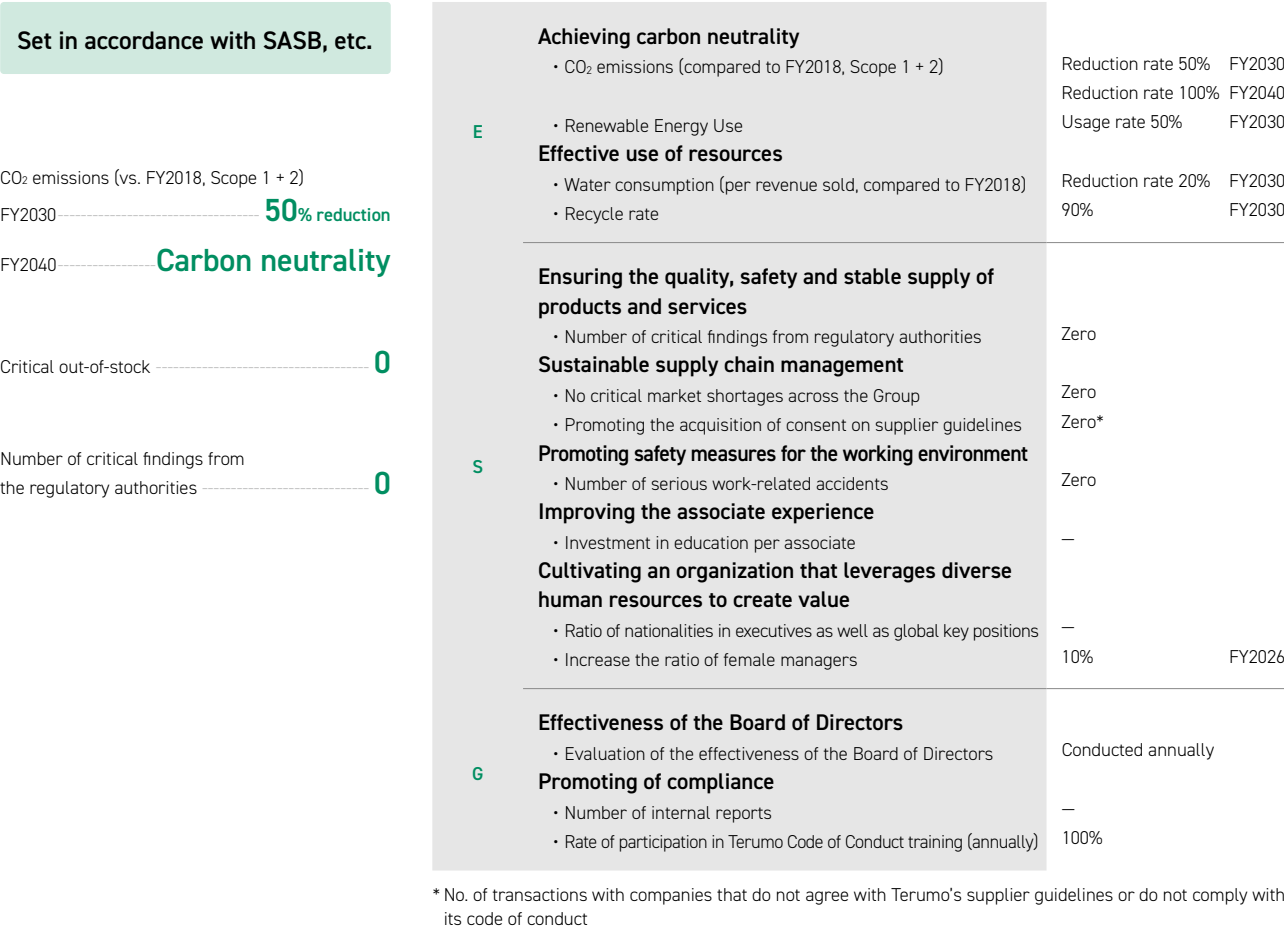 Set in accordance with SASB, etc.
CO2 emissions (vs. FY2018, Scope 1 + 2)
FY2030 50% reduction
FY2040 Carbon neutrality
Critical out-of-stock 0
Number of critical findings from
the regulatory authorities 0
E
Achieving carbon neutrality
・CO2 emissions (compared to FY2018, Scope 1 + 2) Reduction rate 50% FY2030
Reduction rate 100% FY2040
・Renewable Energy Use Usage rate 50% FY2030
Effective use of resources
・Water consumption (per revenue sold, compared to FY2018) Reduction rate 20% FY2030
・Recycle rate 90% FY2030
S
Ensuring the quality, safety and stable supply of
products and services
・Number of critical findings from regulatory authorities Zero
Sustainable supply chain management
・No critical market shortages across the Group Zero
・Promoting the acquisition of consent on supplier guidelines Zero*
Promoting safety measures for the working environment
・Number of serious work-related accidents Zero
Improving the associate experience
・Investment in education per associate —
Cultivating an organization that leverages diverse
human resources to create value
・Ratio of nationalities in executives as well as global key positions —
・Increase the ratio of female managers 10% FY2026
G
Effectiveness of the Board of Directors
・Evaluation of the effectiveness of the Board of Directors Conducted annually
Promoting of compliance
・Number of internal reports —
・Rate of participation in Terumo Code of Conduct training (annually) 100%
* No. of transactions with companies that do not agree with Terumo's supplier guidelines or do not comply with
its code of conduct